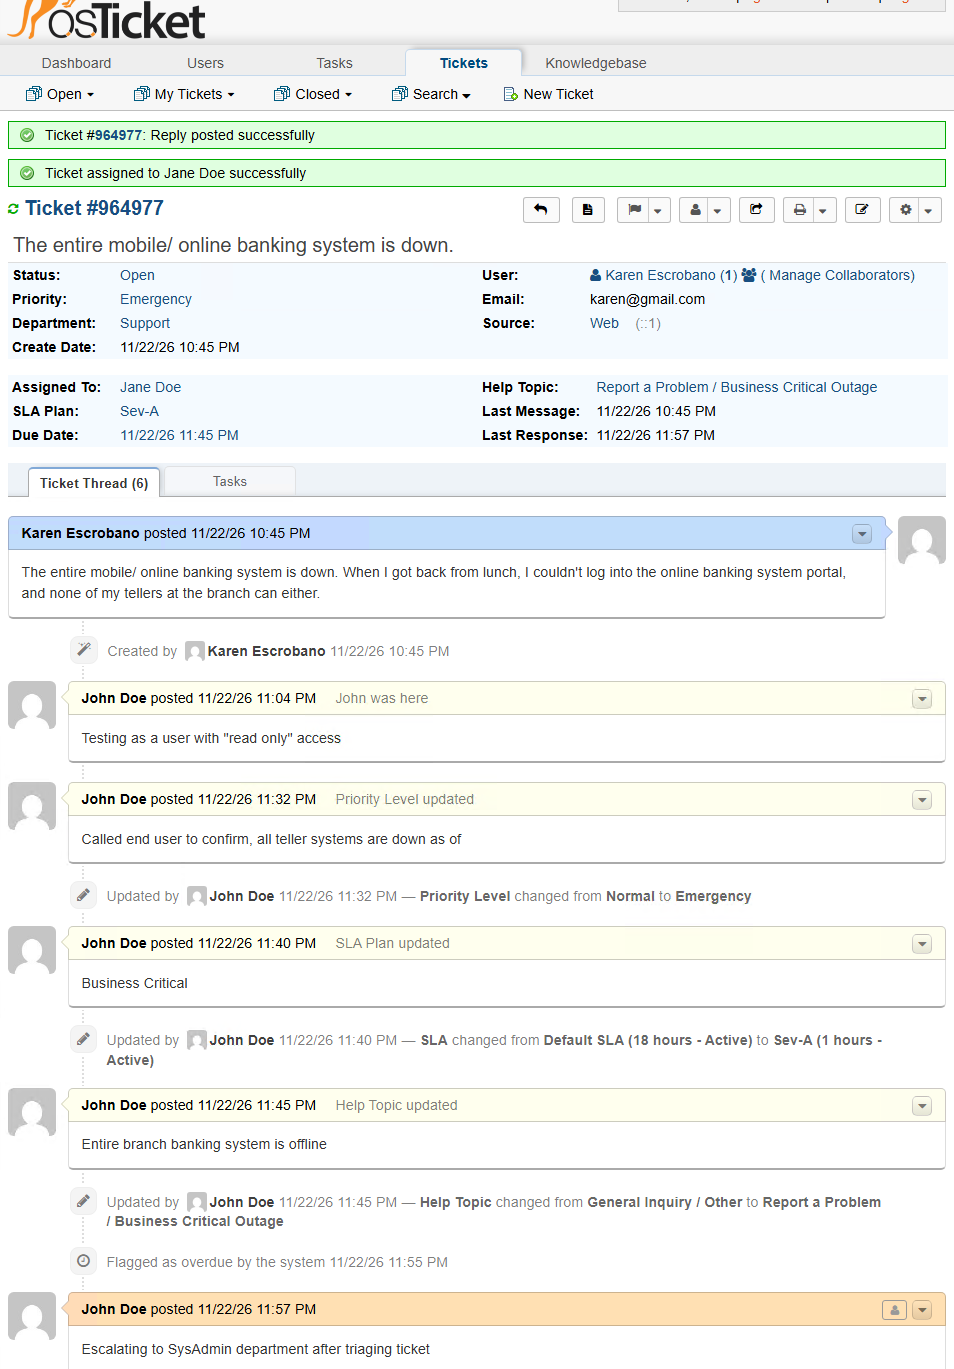 osTicket
Dashboard Users Tasks Tickets Knowledgebase
Open My Tickets Closed Search New Ticket
Ticket #964977: Reply posted successfully
Ticket assigned to Jane Doe successfully
Ticket #964977
The entire mobile/ online banking system is down.
Status: Open User: Karen Escrobano (1) ( Manage Collaborators)
Priority: Emergency Email: karen@gmail.com
Department: Support Source: Web (::1)
Create Date: 11/22/26 10:45 PM
Assigned To: Jane Doe Help Topic: Report a Problem / Business Critical Outage
SLA Plan: Sev-A Last Message: 11/22/26 10:45 PM
Due Date: 11/22/26 11:45 PM Last Response: 11/22/26 11:57 PM
Ticket Thread (6) Tasks
Karen Escrobano posted 11/22/26 10:45 PM
The entire mobile/ online banking system is down. When I got back from lunch, I couldn't log into the online banking system portal,
and none of my tellers at the branch can either.
Created by Karen Escrobano 11/22/26 10:45 PM
John Doe posted 11/22/26 11:04 PM John was here
Testing as a user with "read only" access
John Doe posted 11/22/26 11:32 PM Priority Level updated
Called end user to confirm, all teller systems are down as of
Updated by John Doe 11/22/26 11:32 PM — Priority Level changed from Normal to Emergency
John Doe posted 11/22/26 11:40 PM SLA Plan updated
Business Critical
Updated by John Doe 11/22/26 11:40 PM — SLA changed from Default SLA (18 hours - Active) to Sev-A (1 hours -
Active)
John Doe posted 11/22/26 11:45 PM Help Topic updated
Entire branch banking system is offline
Updated by John Doe 11/22/26 11:45 PM — Help Topic changed from General Inquiry / Other to Report a Problem
/ Business Critical Outage
Flagged as overdue by the system 11/22/26 11:55 PM
John Doe posted 11/22/26 11:57 PM
Escalating to SysAdmin department after triaging ticket